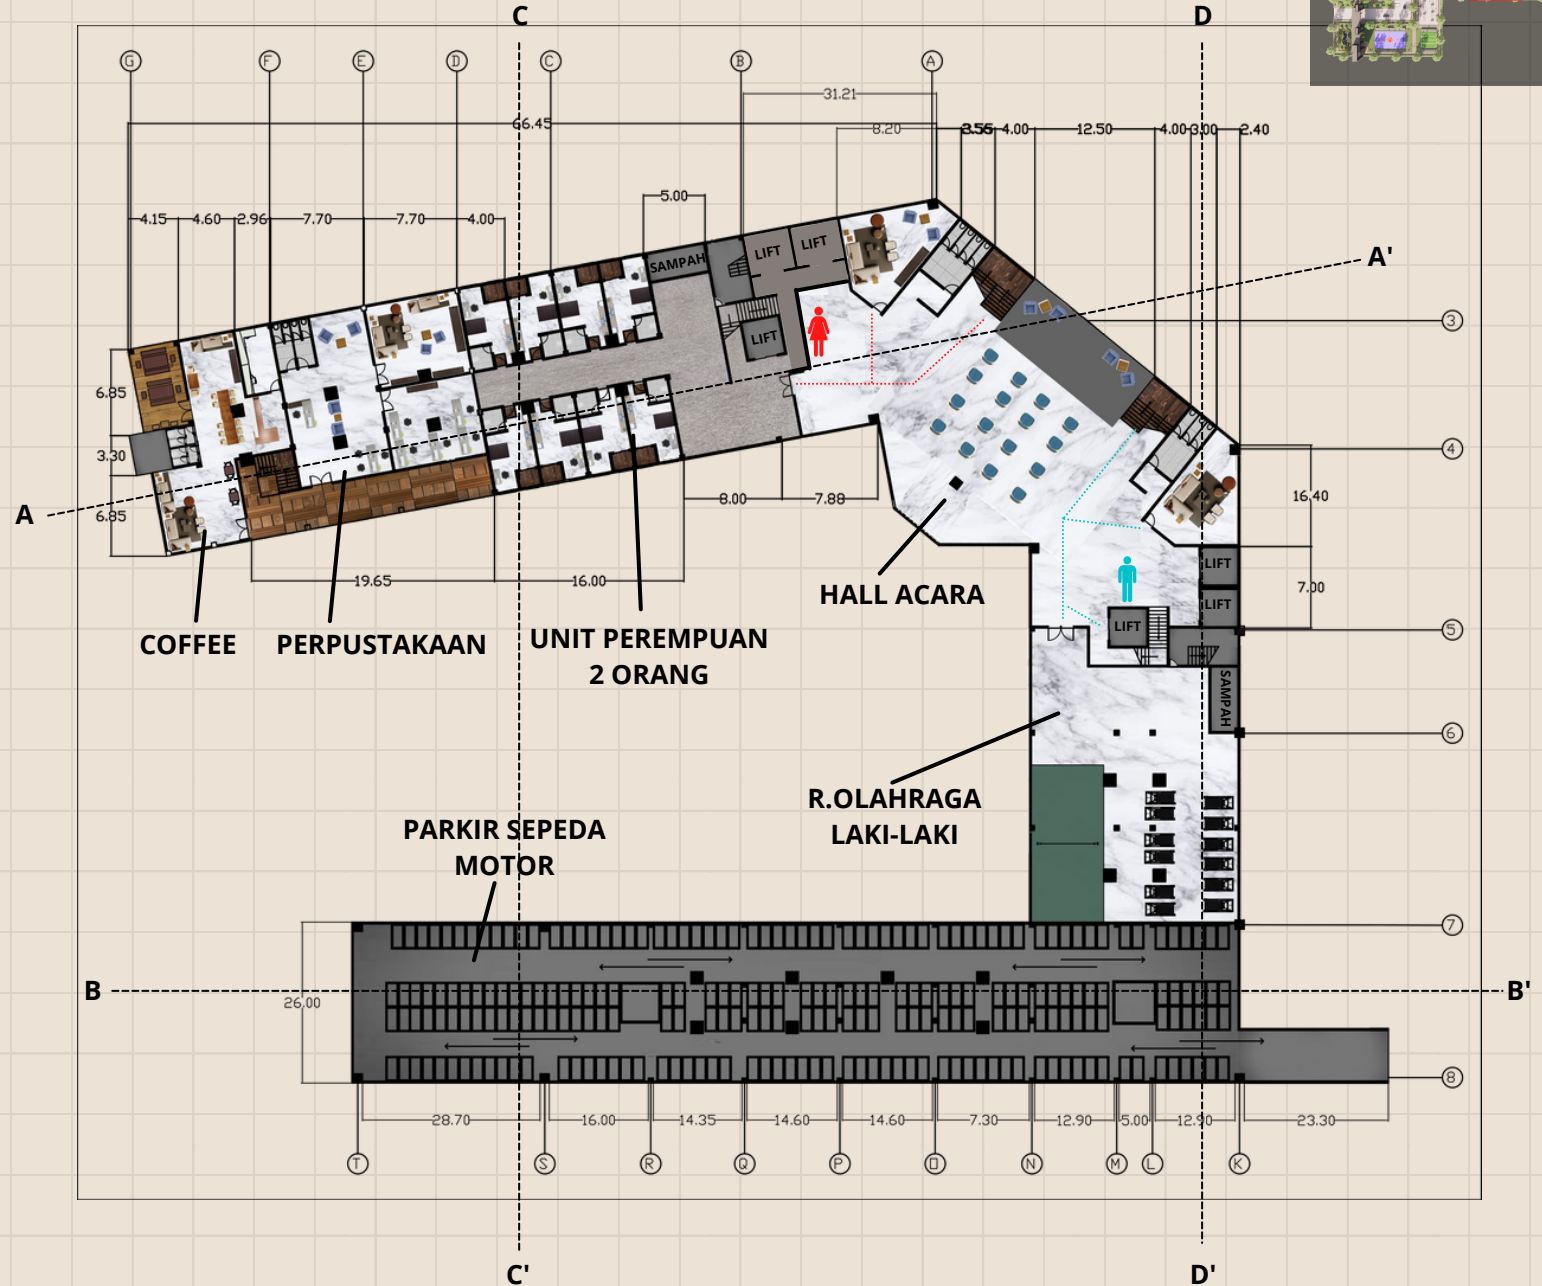 C D
G F E D C B A
31.21
66.45
8.20 3.55 4.00 12.50 4.00 3.00 2.40
5.00
4.15 4.60 2.96 7.70 7.70 4.00
SAMPAH LIFT LIFT
A'
3
LIFT
6.85
3.30
6.85
4
16.40
A
8.00 7.88
19.65 16.00
HALL ACARA
LIFT
7.00
LIFT
LIFT
5
COFFEE PERPUSTAKAAN UNIT PEREMPUAN
2 ORANG
SAMPAH
6
R.OLAHRAGA
LAKI-LAKI
PARKIR SEPEDA
MOTOR
7
B B'
26.00
8
28.70 16.00 14.35 14.60 14.60 7.30 12.90 5.00 12.90 23.30
T S R Q P O N M L K
C' D'